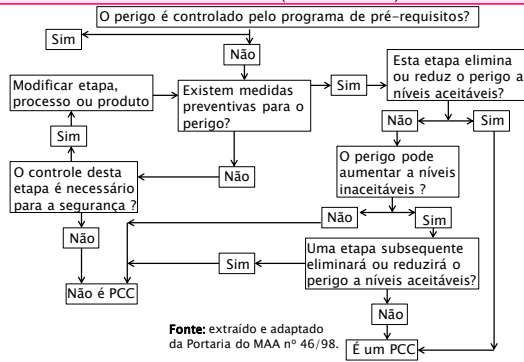 O perigo é controlado pelo programa de pré-requisitos?
Sim
Não
Esta etapa elimina
ou reduz o perigo a
níveis aceitáveis?
Modificar etapa,
processo ou produto
Existem medidas
preventivas para o
perigo?
Sim
Não
Sim
Sim
O perigo pode
aumentar a níveis
inaceitáveis ?
O controle desta
etapa é necessário
para a segurança ?
Não
Não
Sim
Não
Uma etapa subsequente
eliminará ou reduzirá o
perigo a níveis aceitáveis?
Sim
Não é PCC
Não
Fonte: extraído e adaptado
da Portaria do MAA nº 46/98.
É um PCC